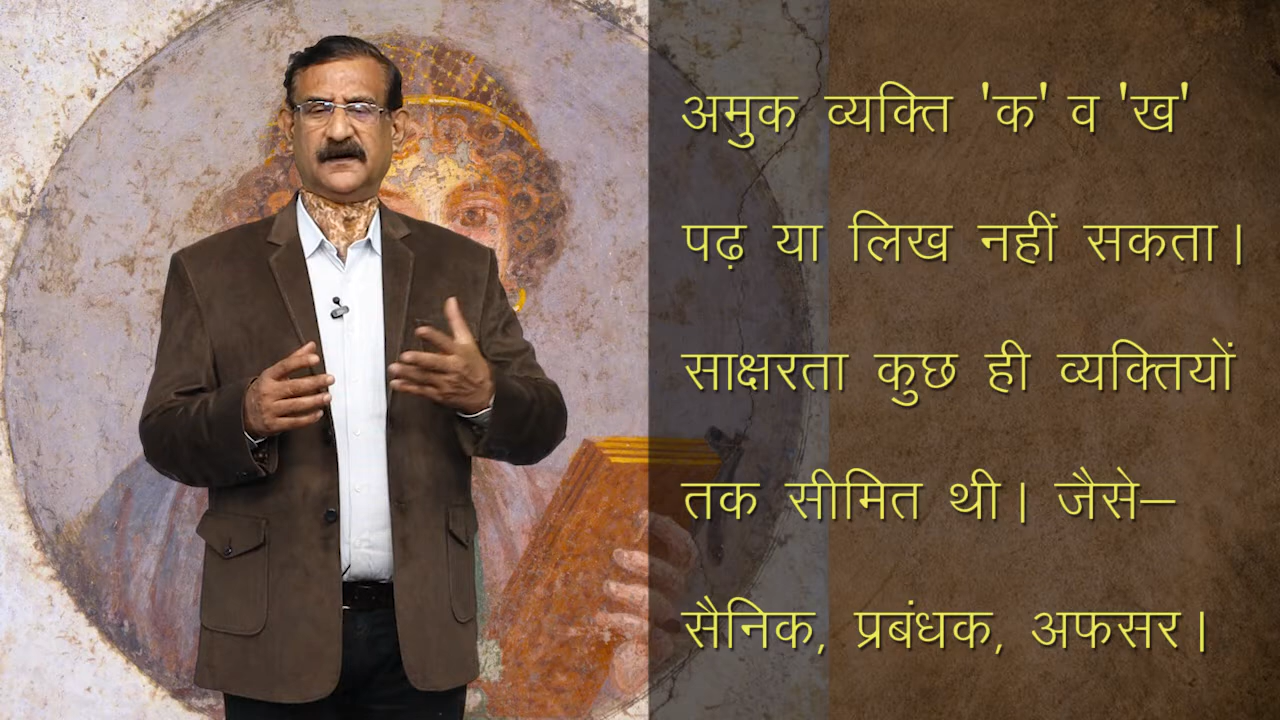 अमुक व्यक्ति 'क' व 'ख'
पढ़ या लिख नहीं सकता।
साक्षरता कुछ ही व्यक्तियों
तक सीमित थी। जैसे–
सैनिक, प्रबंधक, अफसर।